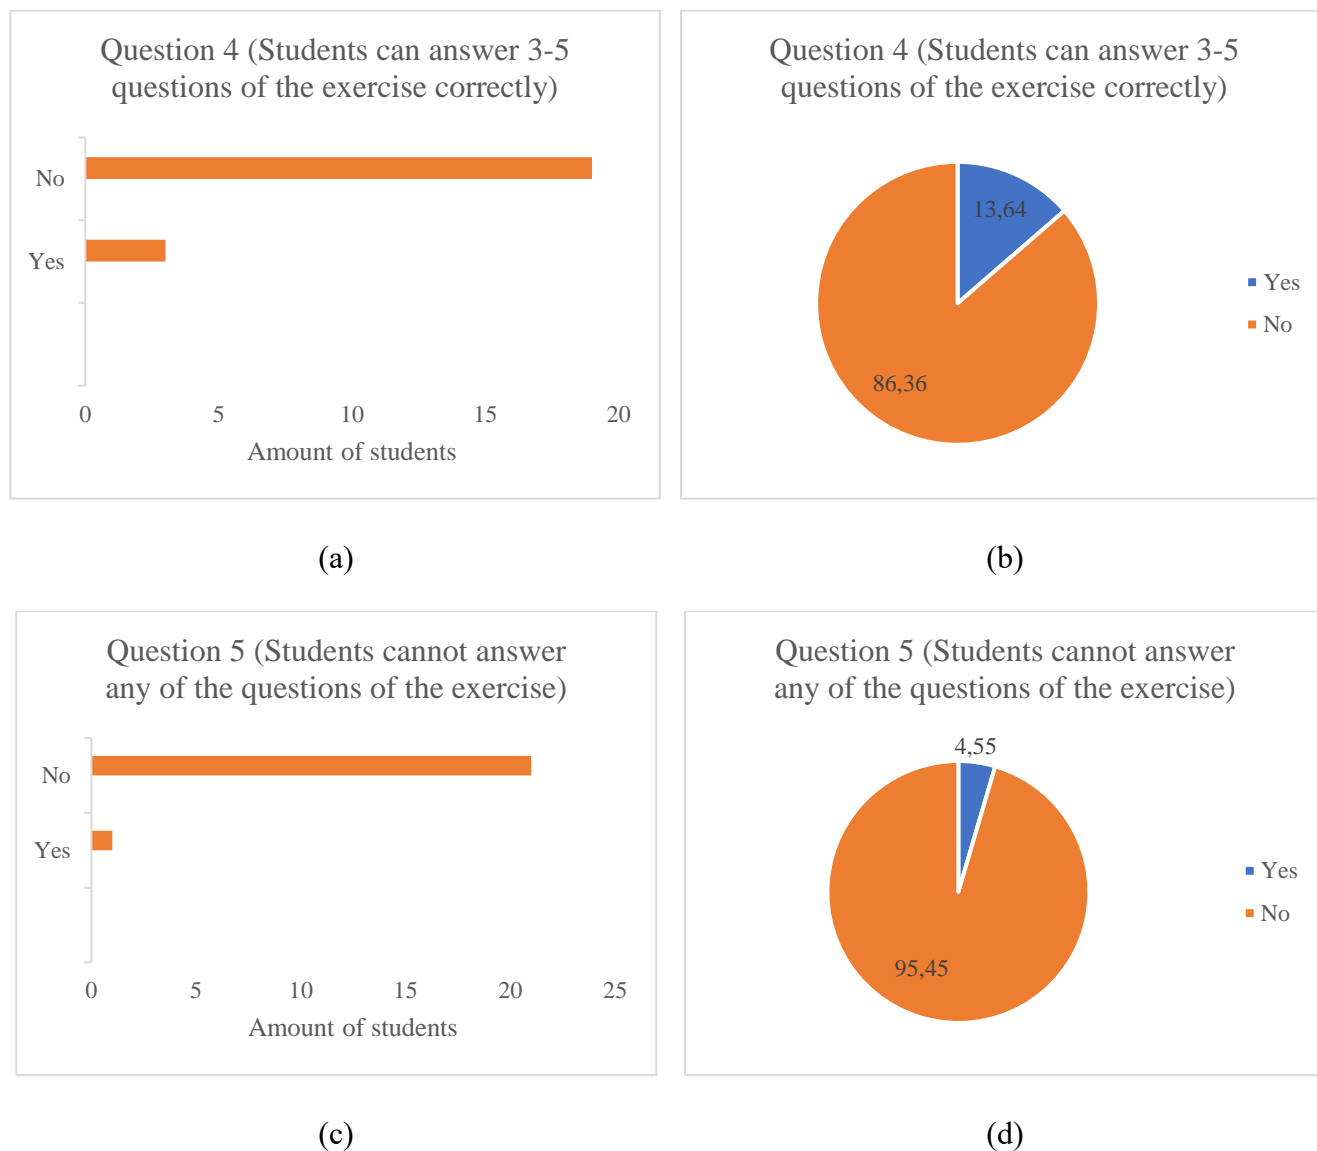 Question 4 (Students can answer 3-5
questions of the exercise correctly)
No
Yes
0 5 10 15 20
Amount of students
(a)
Question 4 (Students can answer 3-5
questions of the exercise correctly)
13,64
86,36
Yes
No
(b)
Question 5 (Students cannot answer
any of the questions of the exercise)
No
Yes
0 5 10 15 20 25
Amount of students
(c)
Question 5 (Students cannot answer
any of the questions of the exercise)
4,55
95,45
Yes
No
(d)